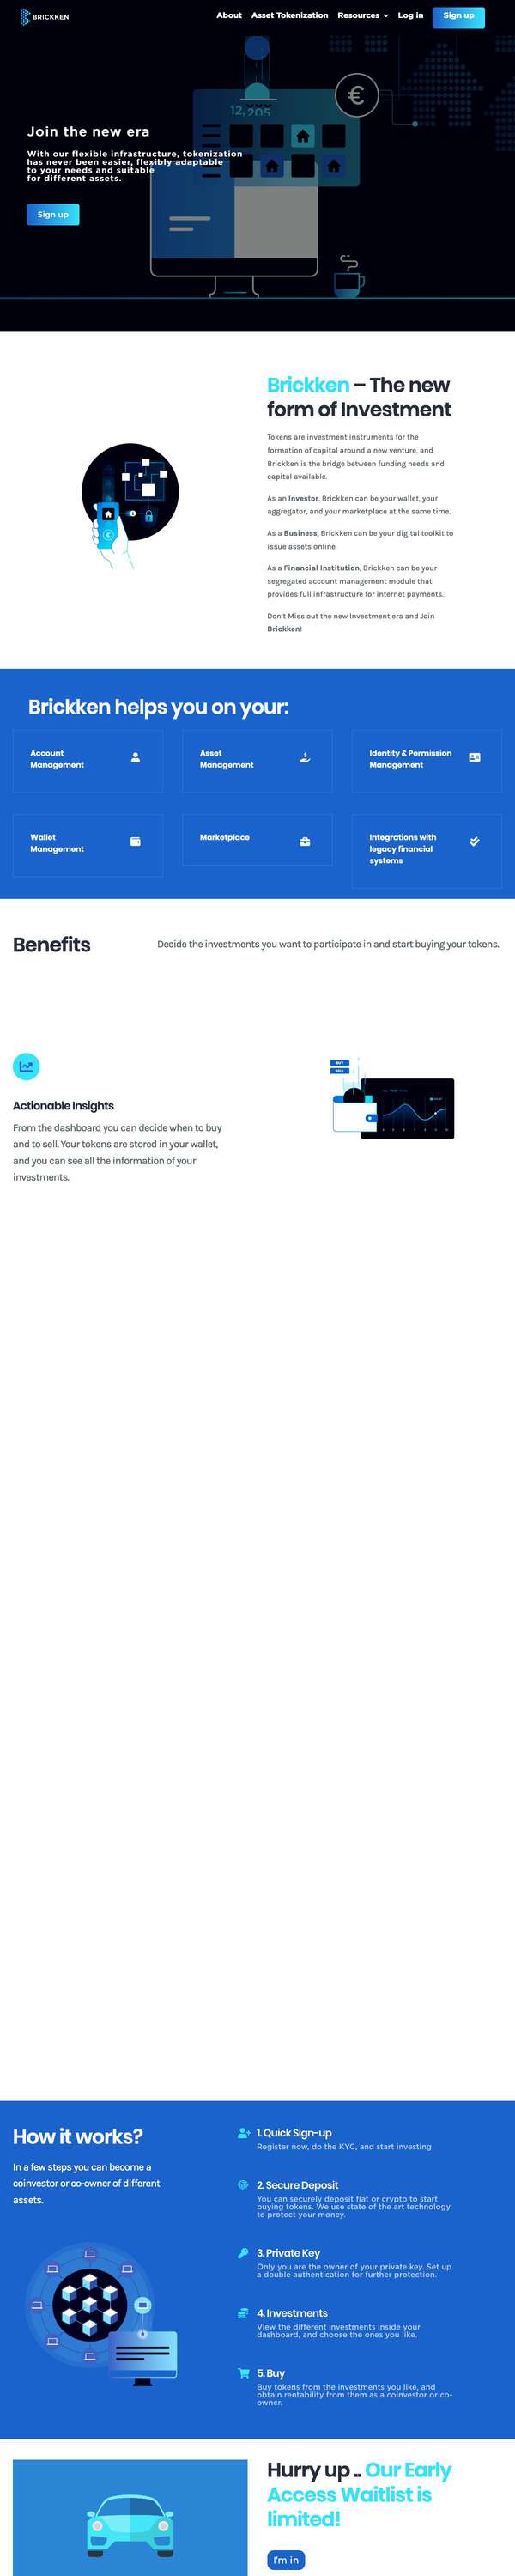 BRICKKEN
About
Asset Tokenization
Resources
Log in
Sign up
€
12,205
Join the new era
With our flexible infrastructure, tokenization
has never been easier, flexibly adaptable
to your needs and suitable
for different assets.
Sign up
Brickken – The new
form of Investment
Tokens are investment instruments for the
formation of capital around a new venture, and
Brickken is the bridge between funding needs and
capital available.
As an Investor, Brickken can be your wallet, your
aggregator, and your marketplace at the same time.
As a Business, Brickken can be your digital toolkit to
issue assets online.
As a Financial Institution, Brickken can be your
segregated account management module that
provides full infrastructure for internet payments.
Don't Miss out the new Investment era and Join
Brickken!
Brickken helps you on your:
Account
Management
Asset
Management
Identity & Permission
Management
Wallet
Management
Marketplace
Integrations with
legacy financial
systems
Benefits
Decide the investments you want to participate in and start buying your tokens.
BUY
SELL
Actionable Insights
From the dashboard you can decide when to buy
and to sell. Your tokens are stored in your wallet,
and you can see all the information of your
investments.
How it works?
In a few steps you can become a
coinvestor or co-owner of different
assets.
1. Quick Sign-up
Register now, do the KYC, and start investing
2. Secure Deposit
You can securely deposit fiat or crypto to start
buying tokens. We use state of the art technology
to protect your money.
3. Private Key
Only you are the owner of your private key. Set up
a double authentication for further protection.
4. Investments
View the different investments inside your
dashboard, and choose the ones you like.
5. Buy
Buy tokens from the investments you like, and
obtain rentability from them as a coinvestor or co-
owner.
Hurry up .. Our Early
Access Waitlist is
limited!
I'm in